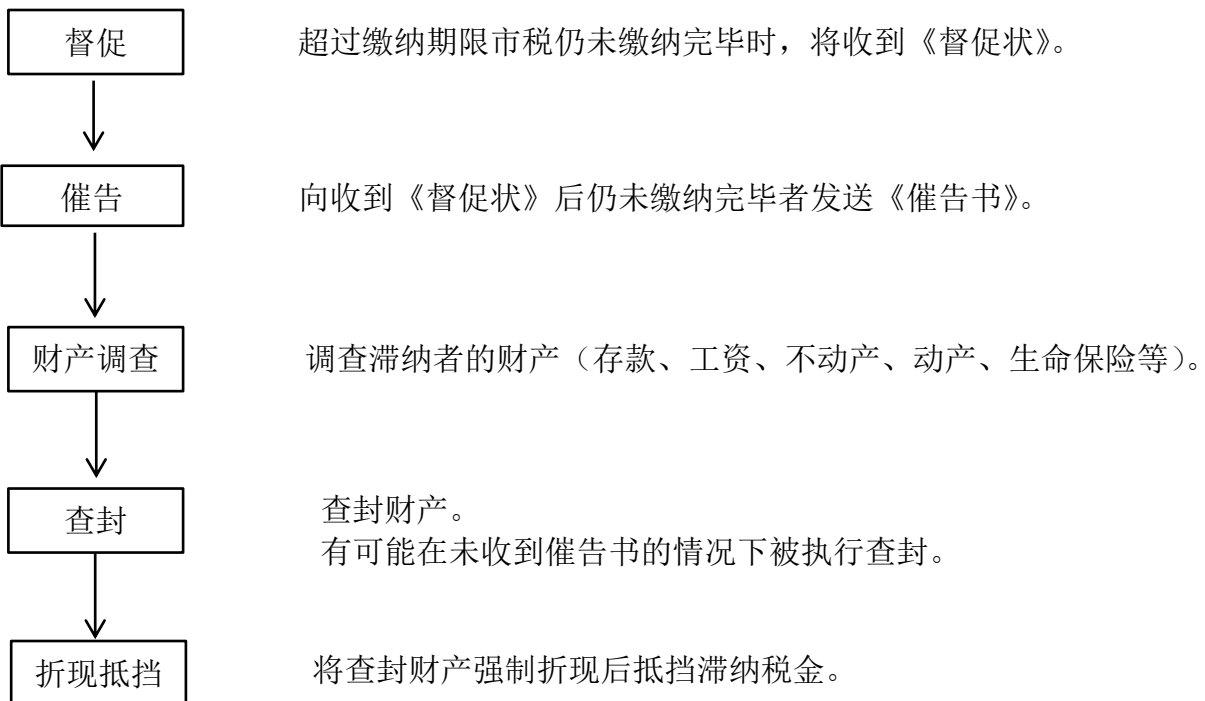 督促
超过缴纳期限市税仍未缴纳完毕时，将收到《督促状》。
催告
向收到《督促状》后仍未缴纳完毕者发送《催告书》。
财产调查
调查滞纳者的财产（存款、工资、不动产、动产、生命保险等）。
查封
查封财产。
有可能在未收到催告书的情况下被执行查封。
折现抵挡
将查封财产强制折现后抵挡滞纳税金。